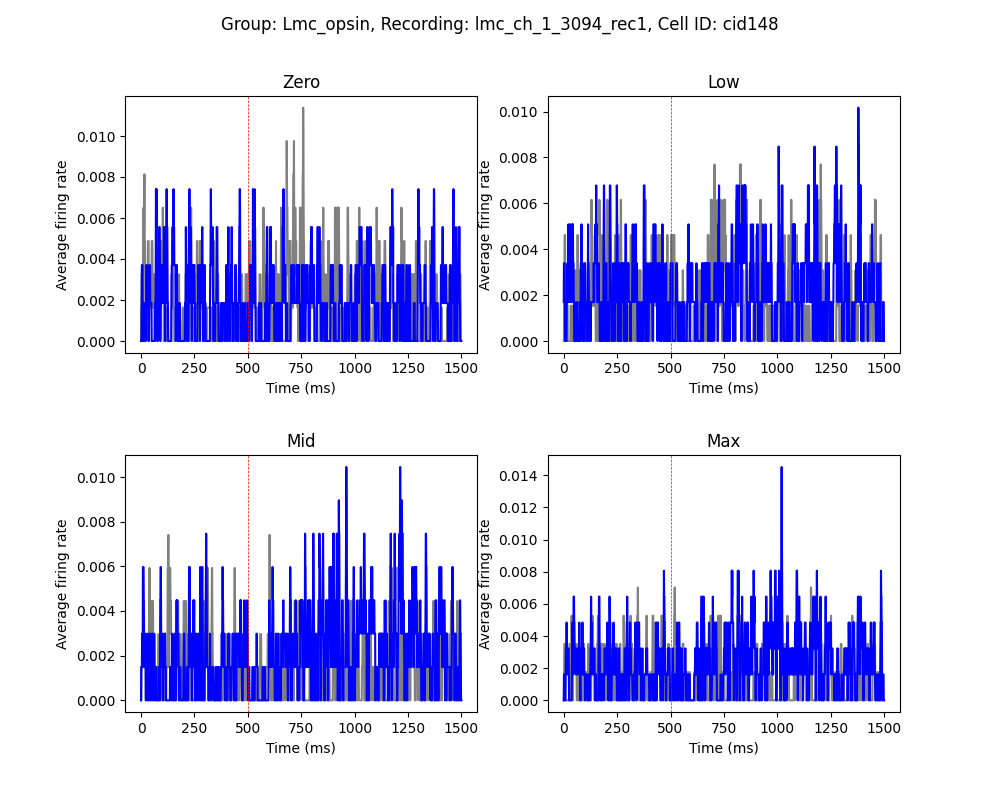 Group: Lmc_opsin, Recording: lmc_ch_1_3094_rec1, Cell ID: cid148
Zero
Low
Average firing rate
0.010
0.008
0.006
0.004
0.002
0.000
0 250 500 750 1000 1250 1500
Time (ms)
Average firing rate
0.010
0.008
0.006
0.004
0.002
0.000
0 250 500 750 1000 1250 1500
Time (ms)
Mid
Max
Average firing rate
0.010
0.008
0.006
0.004
0.002
0.000
0 250 500 750 1000 1250 1500
Time (ms)
Average firing rate
0.014
0.012
0.010
0.008
0.006
0.004
0.002
0.000
0 250 500 750 1000 1250 1500
Time (ms)